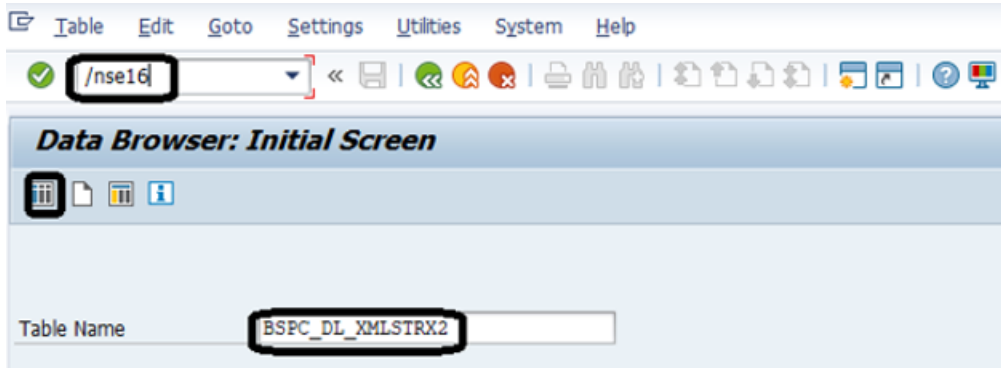 Table Edit Goto Settings Utilities System Help
/nse16
Data Browser: Initial Screen
Table Name BSPC_DL_XMLSTRX2